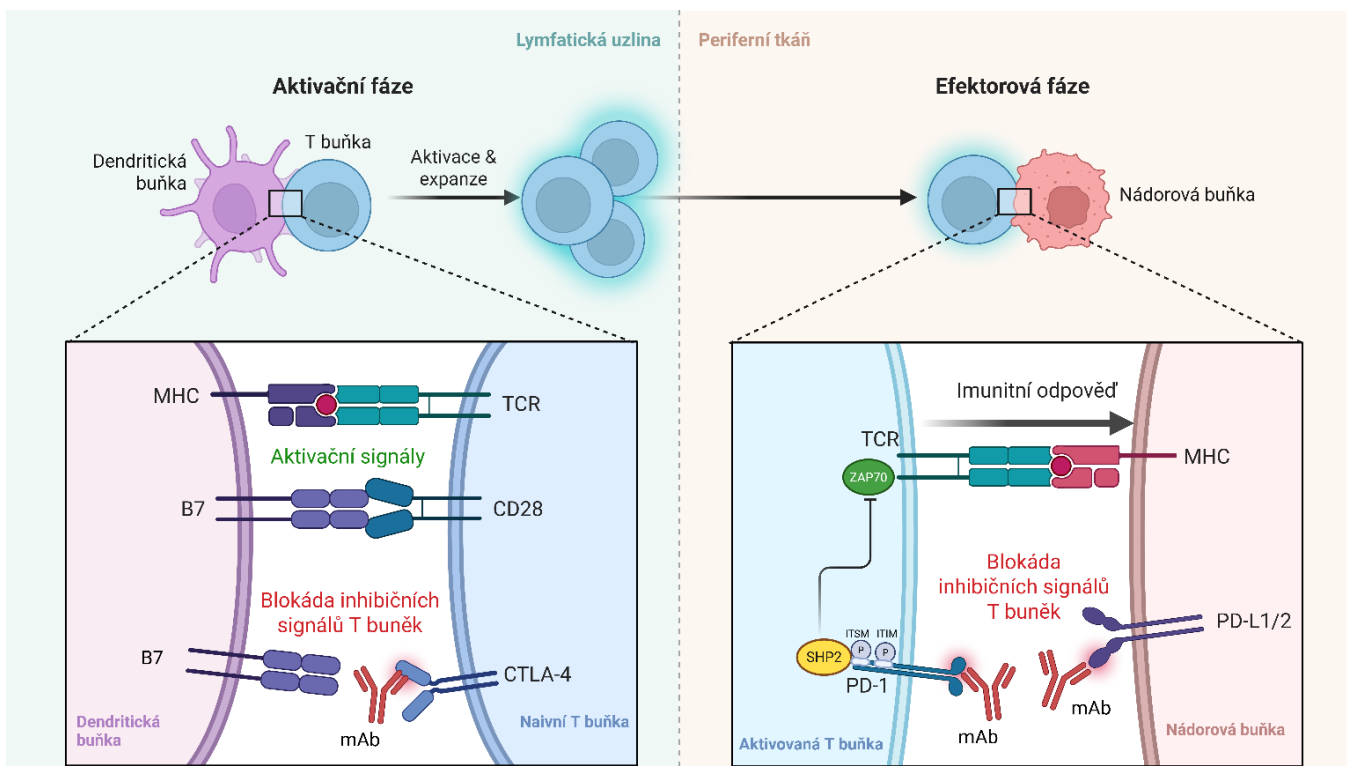 Lymfatická uzlina
Periferní tkáň
Aktivační fáze
Efektorová fáze
T buňka
Dendritická
buňka
Aktivace &
expanze
Nádorová buňka
MHC
TCR
Aktivační signály
B7
CD28
Blokáda inhibičních
signálů T buněk
B7
CTLA-4
mAb
Dendritická
buňka
Naivní T buňka
Imunitní odpověď
TCR
ZAP70
MHC
Blokáda
inhibičních signálů
T buněk
PD-L1/2
ITSM
ITIM
P
P
SHP2
PD-1
mAb
mAb
Aktivovaná T buňka
Nádorová buňka